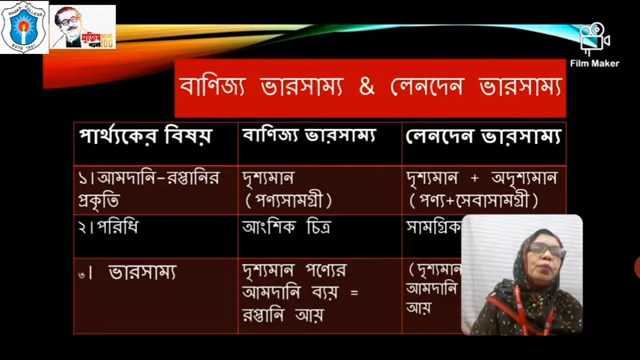 Film Maker
বাণিজ্য ভারসাম্য & লেনদেন ভারসাম্য
পার্থ্যকের বিষয় বাণিজ্য ভারসাম্য লেনদেন ভারসাম্য
১।আমদানি-রপ্তানির দৃশ্যমান দৃশ্যমান + অদৃশ্যমান
প্রকৃতি (পণ্যসামগ্রী) (পণ্য+সেবাসামগ্রী)
২।পরিধি আংশিক চিত্র সামগ্রিক
৩। ভারসাম্য দৃশ্যমান পণ্যের (দৃশ্যমান
আমদানি ব্যয় = আমদানি
রপ্তানি আয় আয়